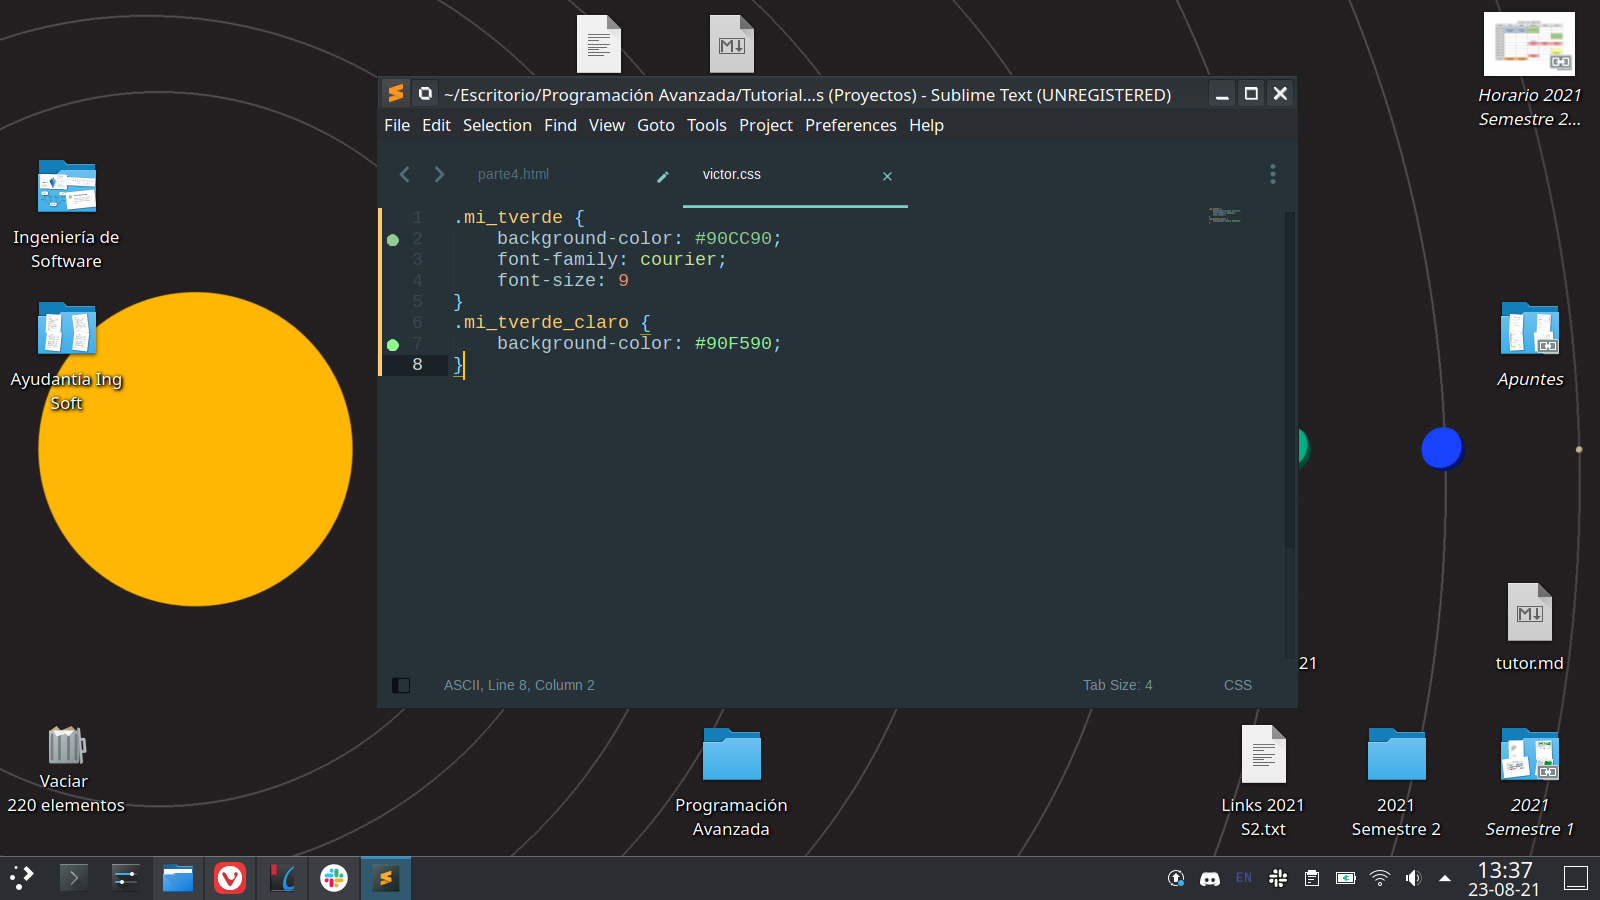 ~/Escritorio/Programación Avanzada/Tutorial...s (Proyectos) - Sublime Text (UNREGISTERED)
File Edit Selection Find View Goto Tools Project Preferences Help
parte4.html victor.css
1 .mi_tverde {
2 background-color: #90CC90;
3 font-family: courier;
4 font-size: 9
5 }
6 .mi_tverde_claro {
7 background-color: #90F590;
8 }
ASCII, Line 8, Column 2 Tab Size: 4 CSS
Horario 2021
Semestre 2...
Ingeniería de
Software
Ayudantía Ing
Soft
Apuntes
21
tutor.md
Vaciar
220 elementos
Programación
Avanzada
Links 2021
S2.txt
2021
Semestre 2
2021
Semestre 1
EN
13:37
23-08-21